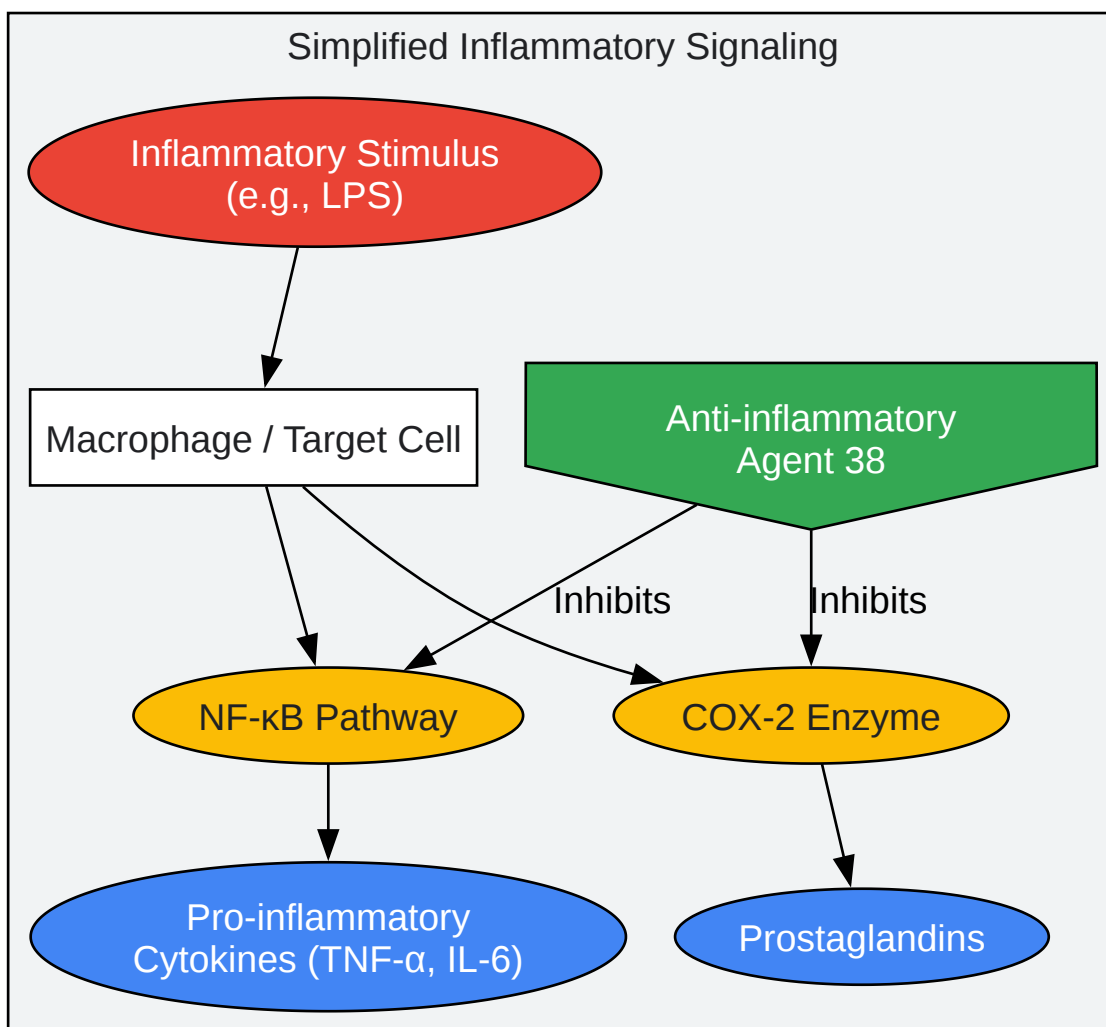 Simplified Inflammatory Signaling
Inflammatory Stimulus
(e.g., LPS)
Macrophage / Target Cell
Anti-inflammatory
Agent 38
Inhibits
Inhibits
NF-κB Pathway
COX-2 Enzyme
Pro-inflammatory
Cytokines (TNF-α, IL-6)
Prostaglandins